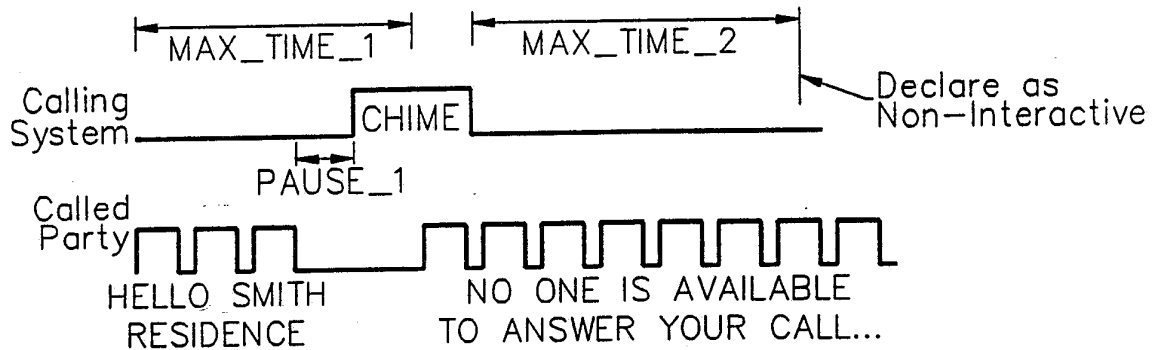 MAX_TIME_1
MAX_TIME_2
Calling
System
CHIME
Declare as
Non-Interactive
PAUSE_1
Called
Party
HELLO SMITH
RESIDENCE
NO ONE IS AVAILABLE
TO ANSWER YOUR CALL...